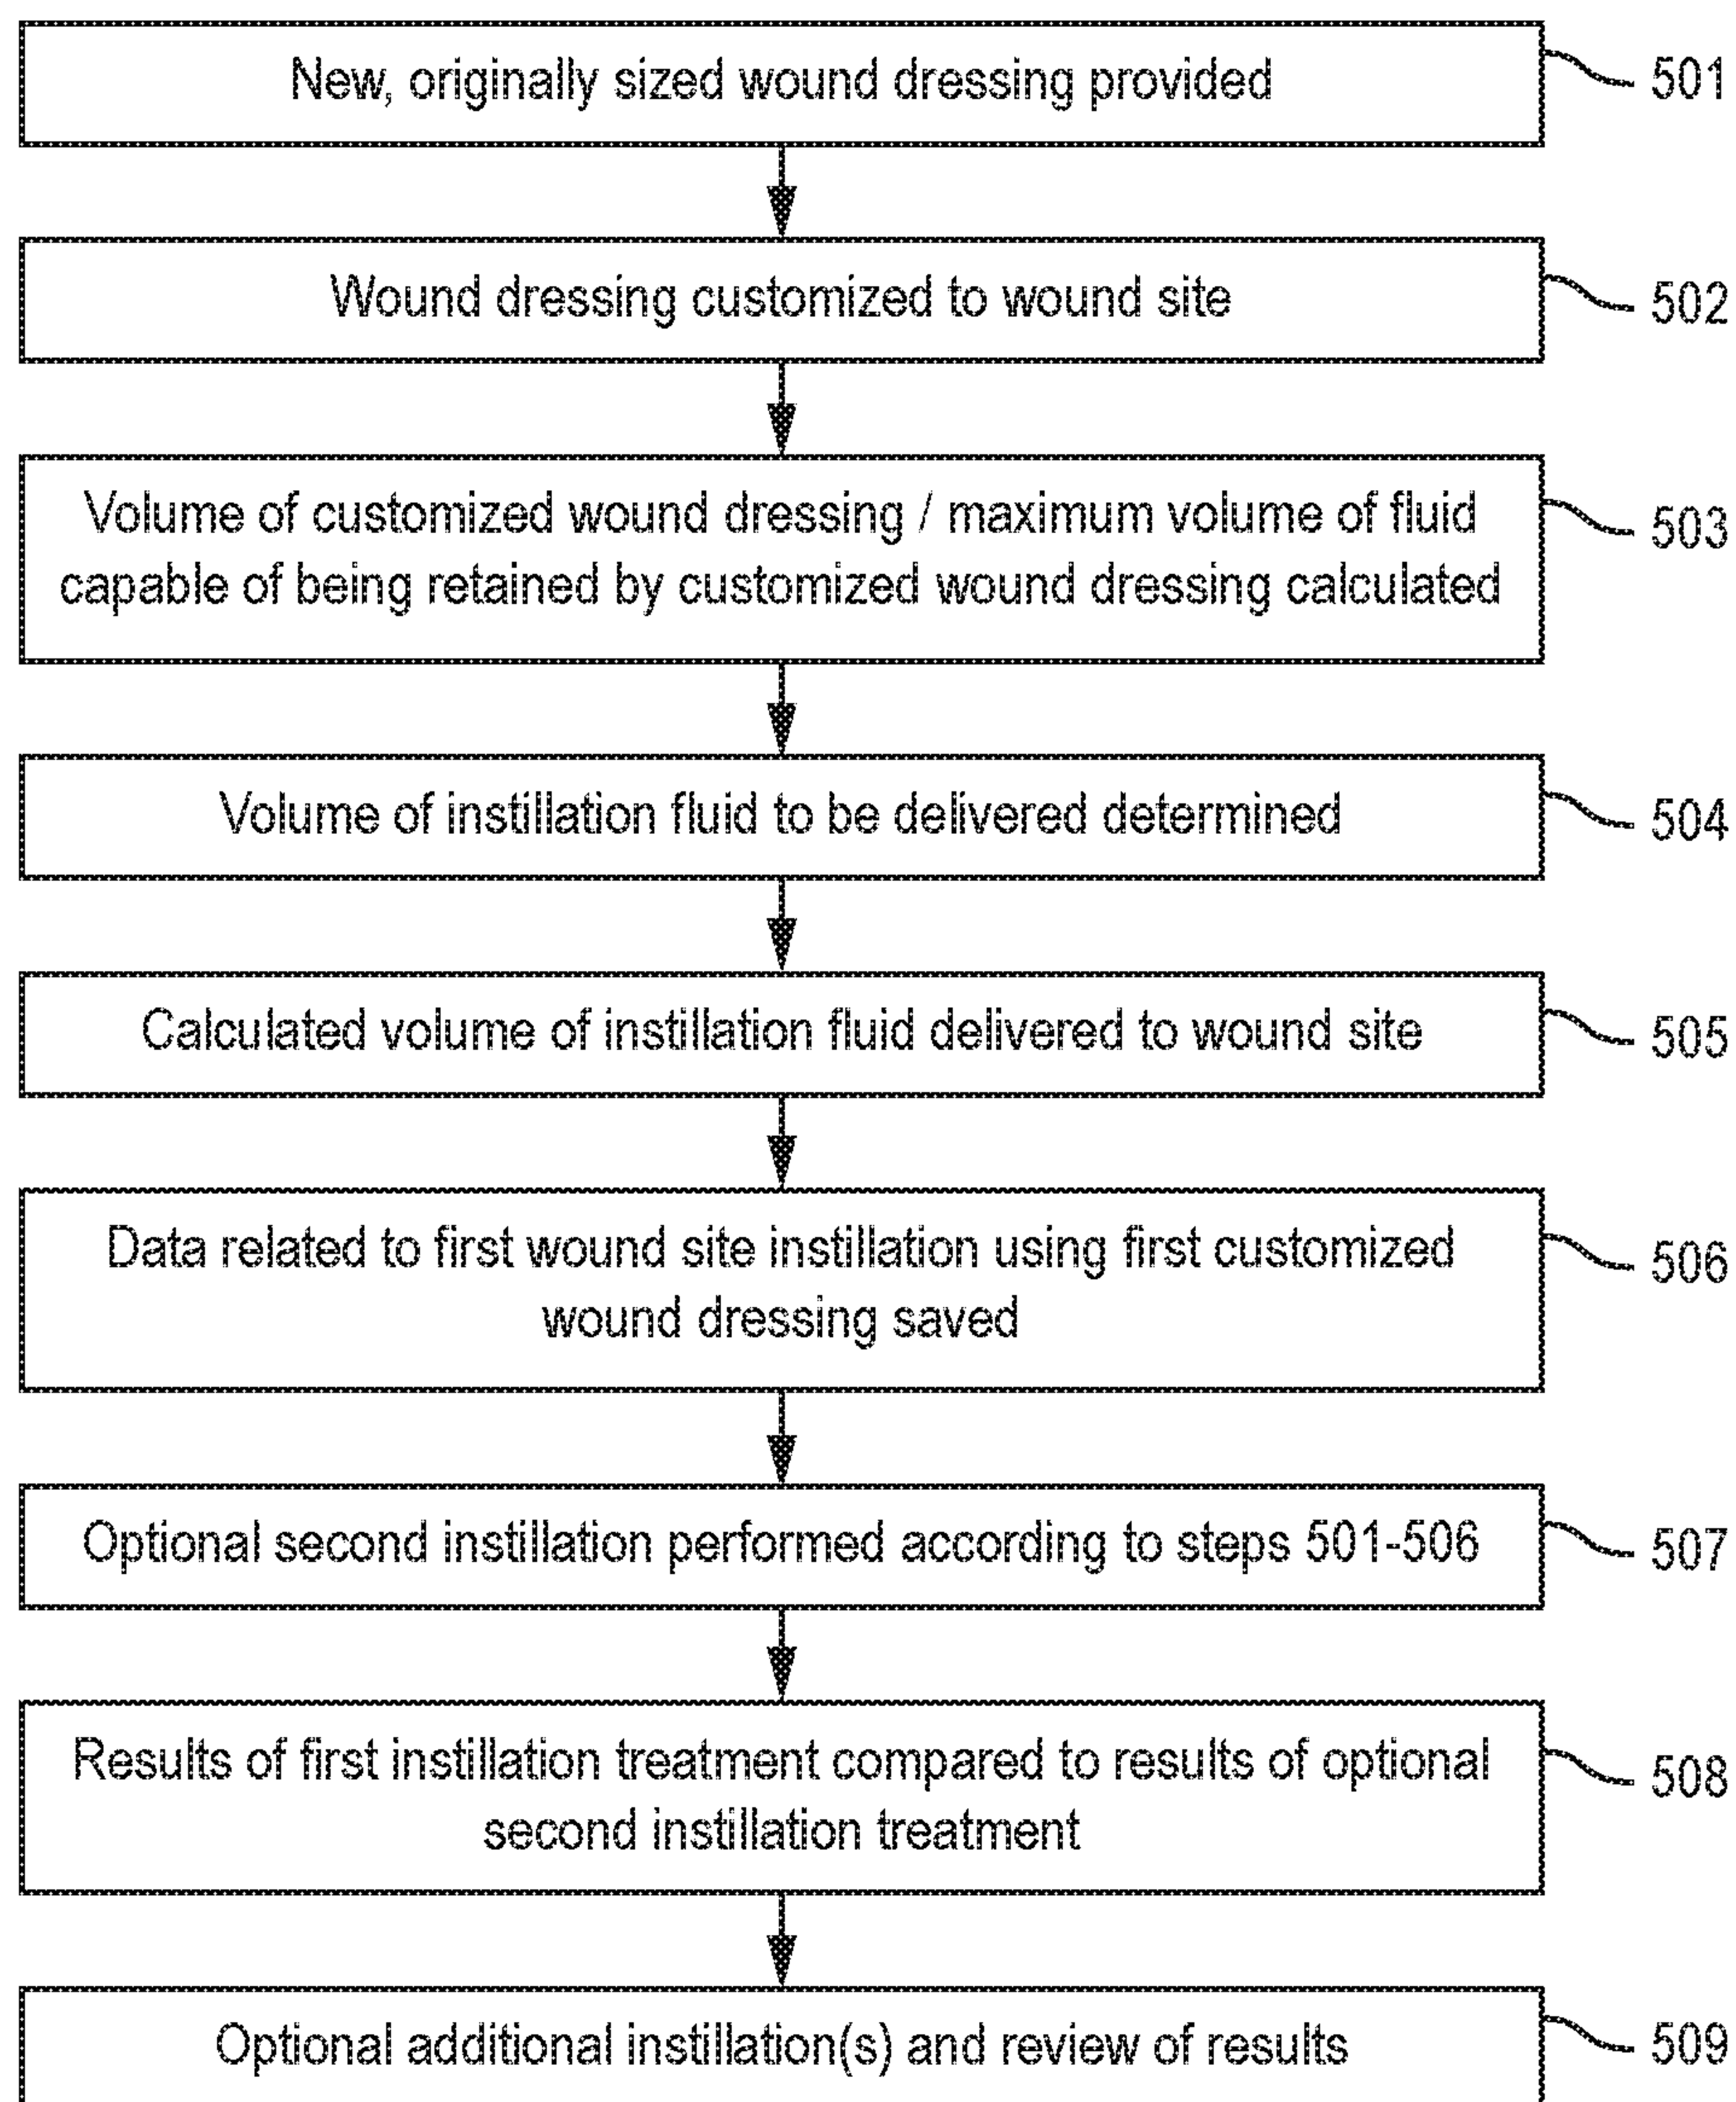 New, originally sized wound dressing provided
501
Wound dressing customized to wound site
502
Volume of customized wound dressing / maximum volume of fluid
capable of being retained by customized wound dressing calculated
503
Volume of instillation fluid to be delivered determined
504
Calculated volume of instillation fluid delivered to wound site
505
Data related to first wound site instillation using first customized
wound dressing saved
506
Optional second instillation performed according to steps 501-506
507
Results of first instillation treatment compared to results of optional
second instillation treatment
508
Optional additional instillation(s) and review of results
509